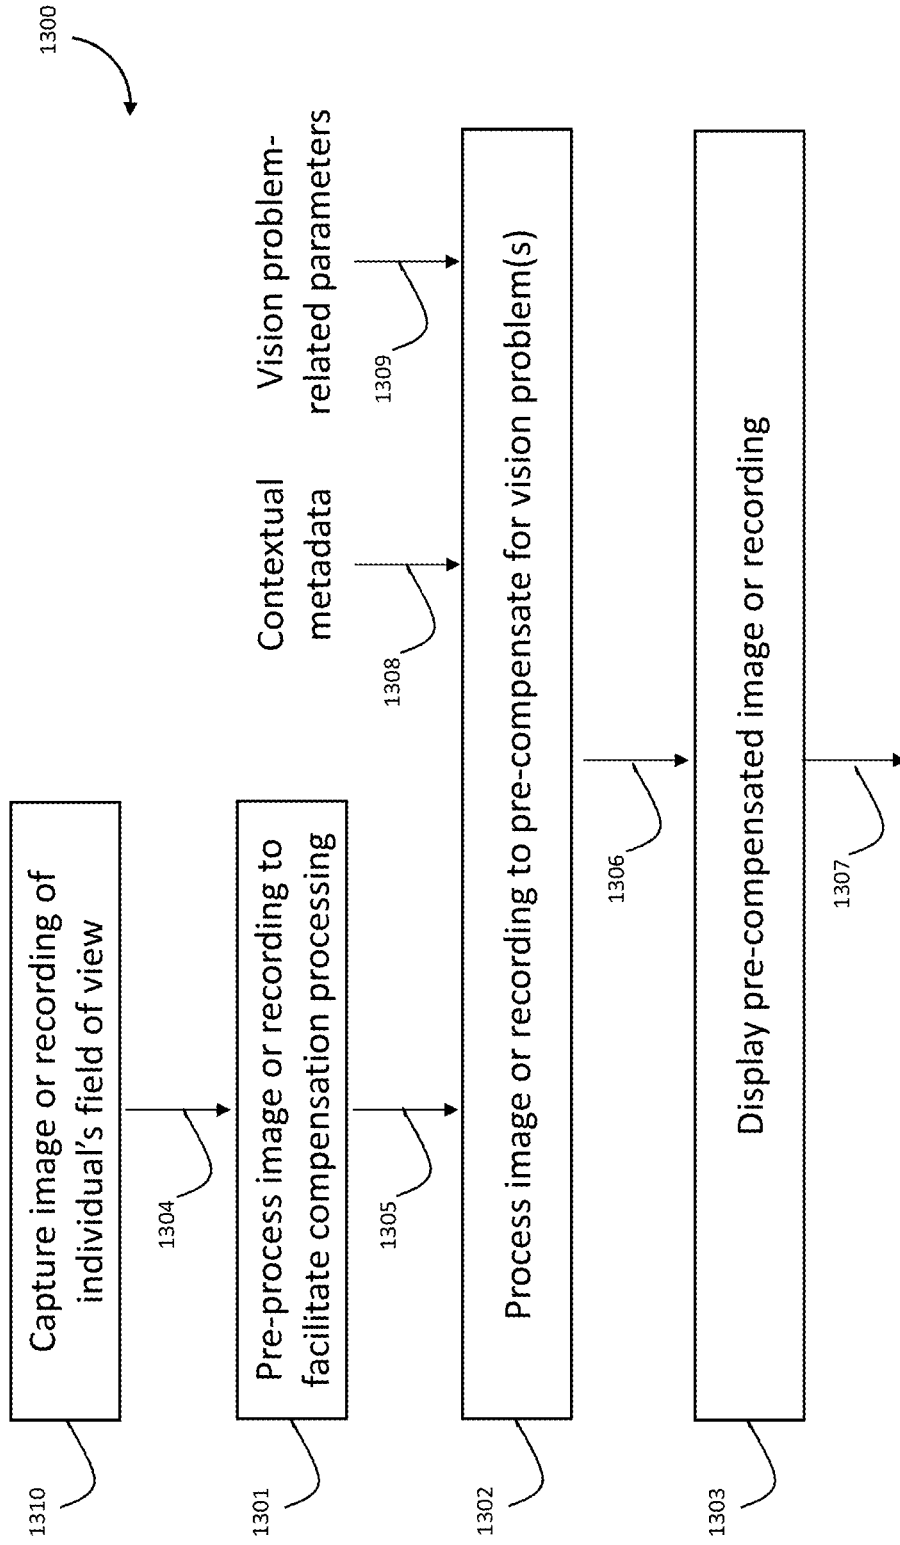 1300
Capture image or recording of
individual's field of view
1310
1304
Pre-process image or recording to
facilitate compensation processing
1301
Contextual
metadata
Vision problem-
related parameters
1305
1308
1309
Process image or recording to pre-compensate for vision problem(s)
1302
1306
Display pre-compensated image or recording
1303
1307